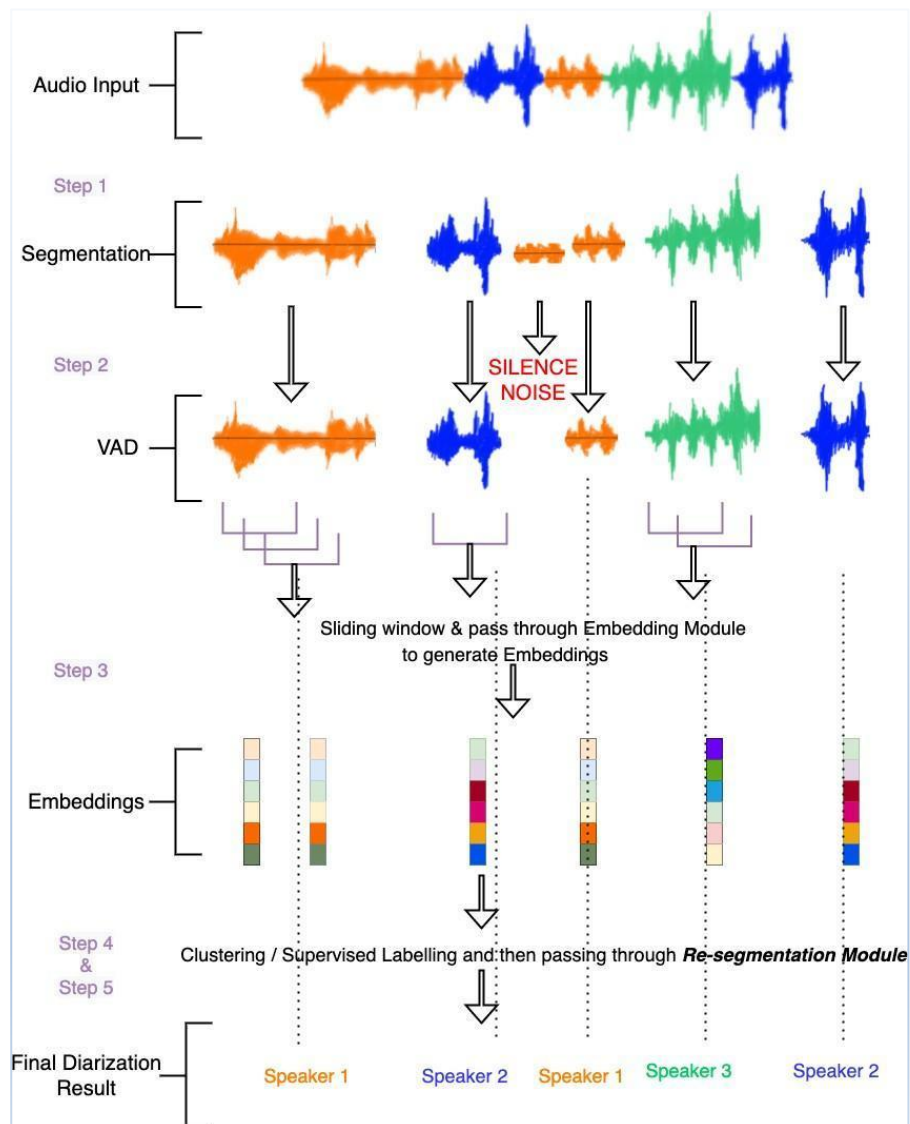 Audio Input
Step 1
Segmentation
Step 2
SILENCE
NOISE
VAD
Sliding window & pass through Embedding Module
to generate Embeddings
Step 3
Embeddings
Step 4
&
Step 5
Clustering / Supervised Labelling and then passing through Re-segmentation Module
Final Diarization
Result
Speaker 1
Speaker 2
Speaker 1
Speaker 3
Speaker 2